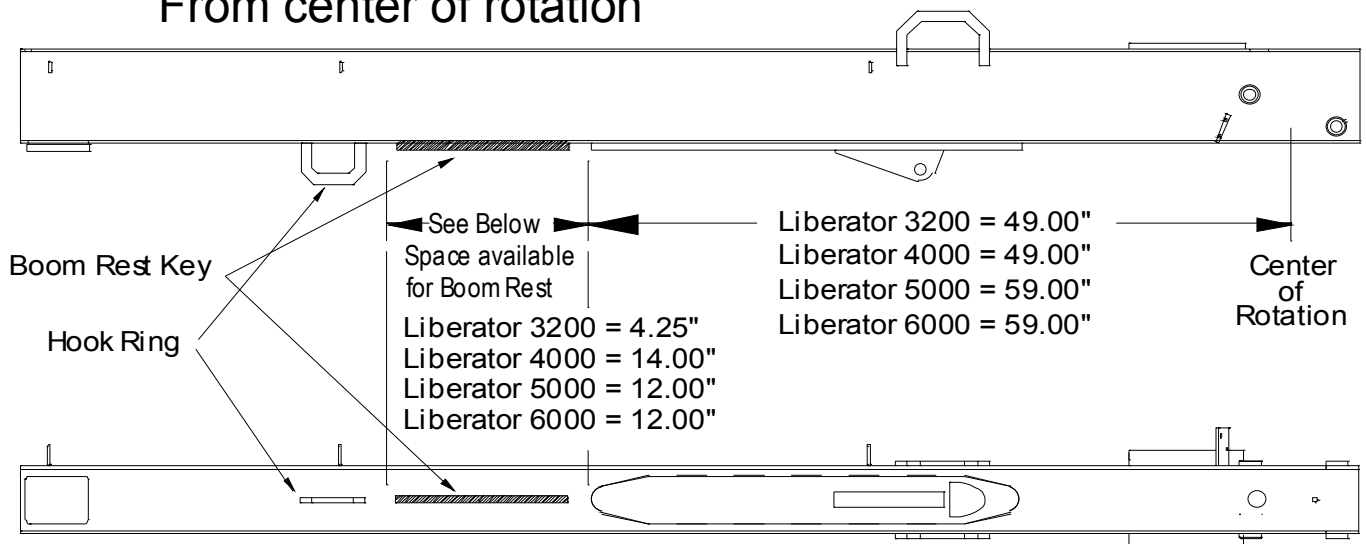 From center of rotation
See Below
Space available
for Boom Rest
Liberator 3200 = 4.25"
Liberator 4000 = 14.00"
Liberator 5000 = 12.00"
Liberator 6000 = 12.00"
Liberator 3200 = 49.00"
Liberator 4000 = 49.00"
Liberator 5000 = 59.00"
Liberator 6000 = 59.00"
Center
of
Rotation
Boom Rest Key
Hook Ring